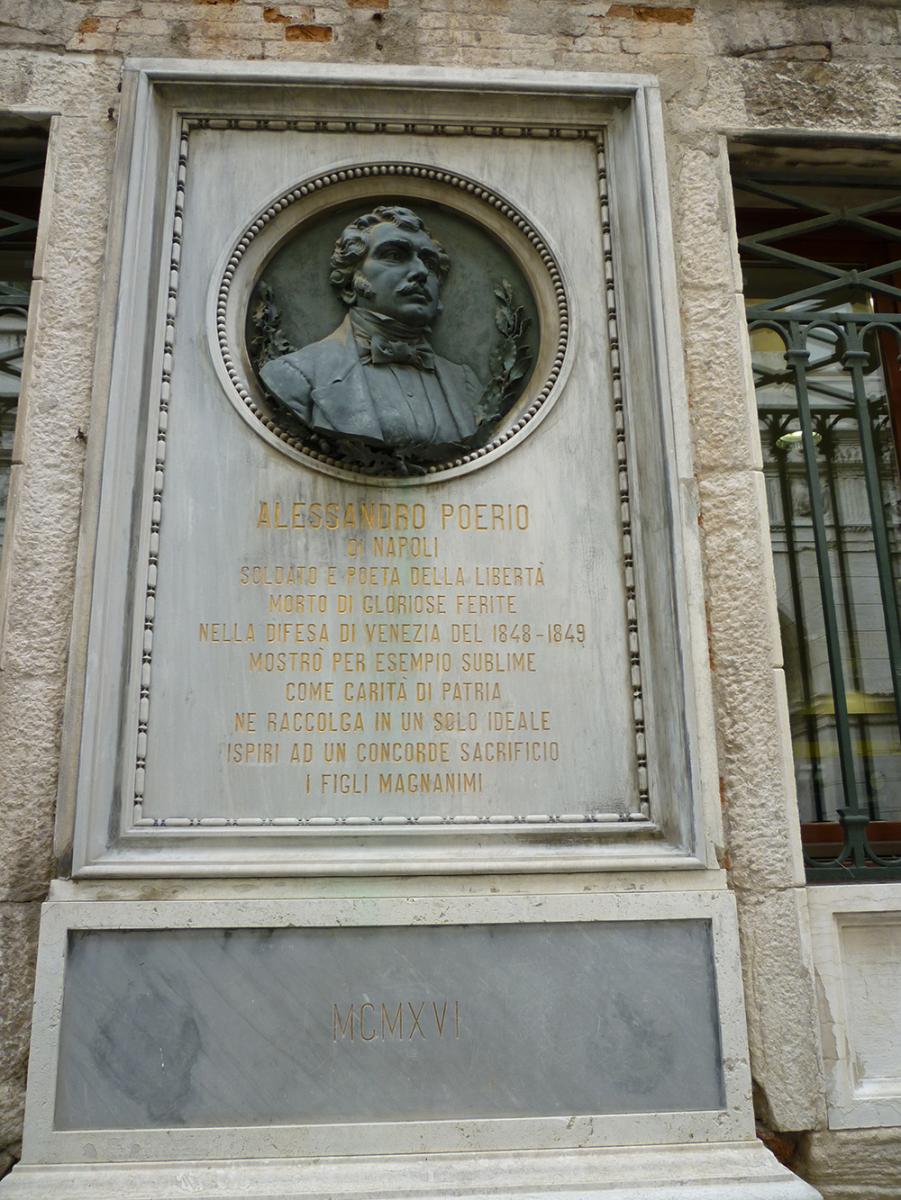 ALESSANDRO POERIO
DI NAPOLI
SOLDATO E POETA DELLA LIBERTÀ
MORTO DI GLORIOSE FERITE
NELLA DIFESA DI VENEZIA DEL 1848-1849
MOSTRÒ PER ESEMPIO SUBLIME
COME CARITÀ DI PATRIA
NE RACCOLGA IN UN SOLO IDEALE
ISPIRI AD UN CONCORDE SACRIFICIO
I FIGLI MAGNANIMI
MCMXVI